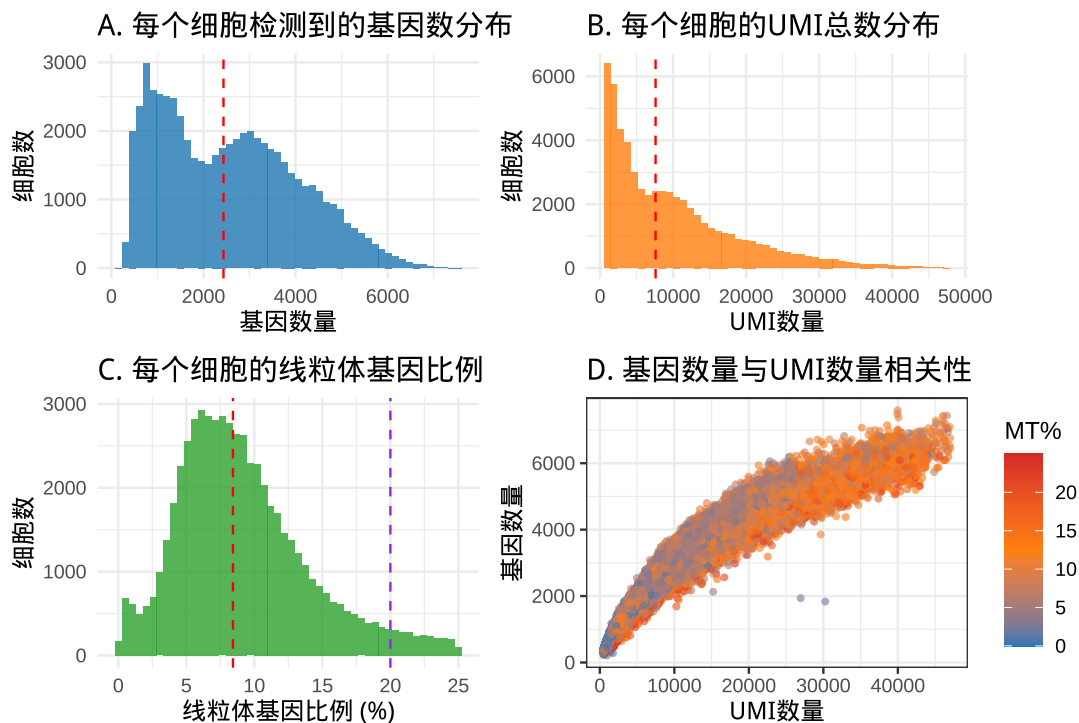 A. 每个细胞检测到的基因数分布
细胞数
3000
2000
1000
0
0 2000 4000 6000
基因数量
B. 每个细胞的UMI总数分布
细胞数
6000
4000
2000
0
0 10000 20000 30000 40000 50000
UMI数量
C. 每个细胞的线粒体基因比例
细胞数
3000
2000
1000
0
0 5 10 15 20 25
线粒体基因比例 (%)
D. 基因数量与UMI数量相关性
基因数量
6000
4000
2000
0
0 10000 20000 30000 40000
UMI数量
MT%
20
15
10
5
0